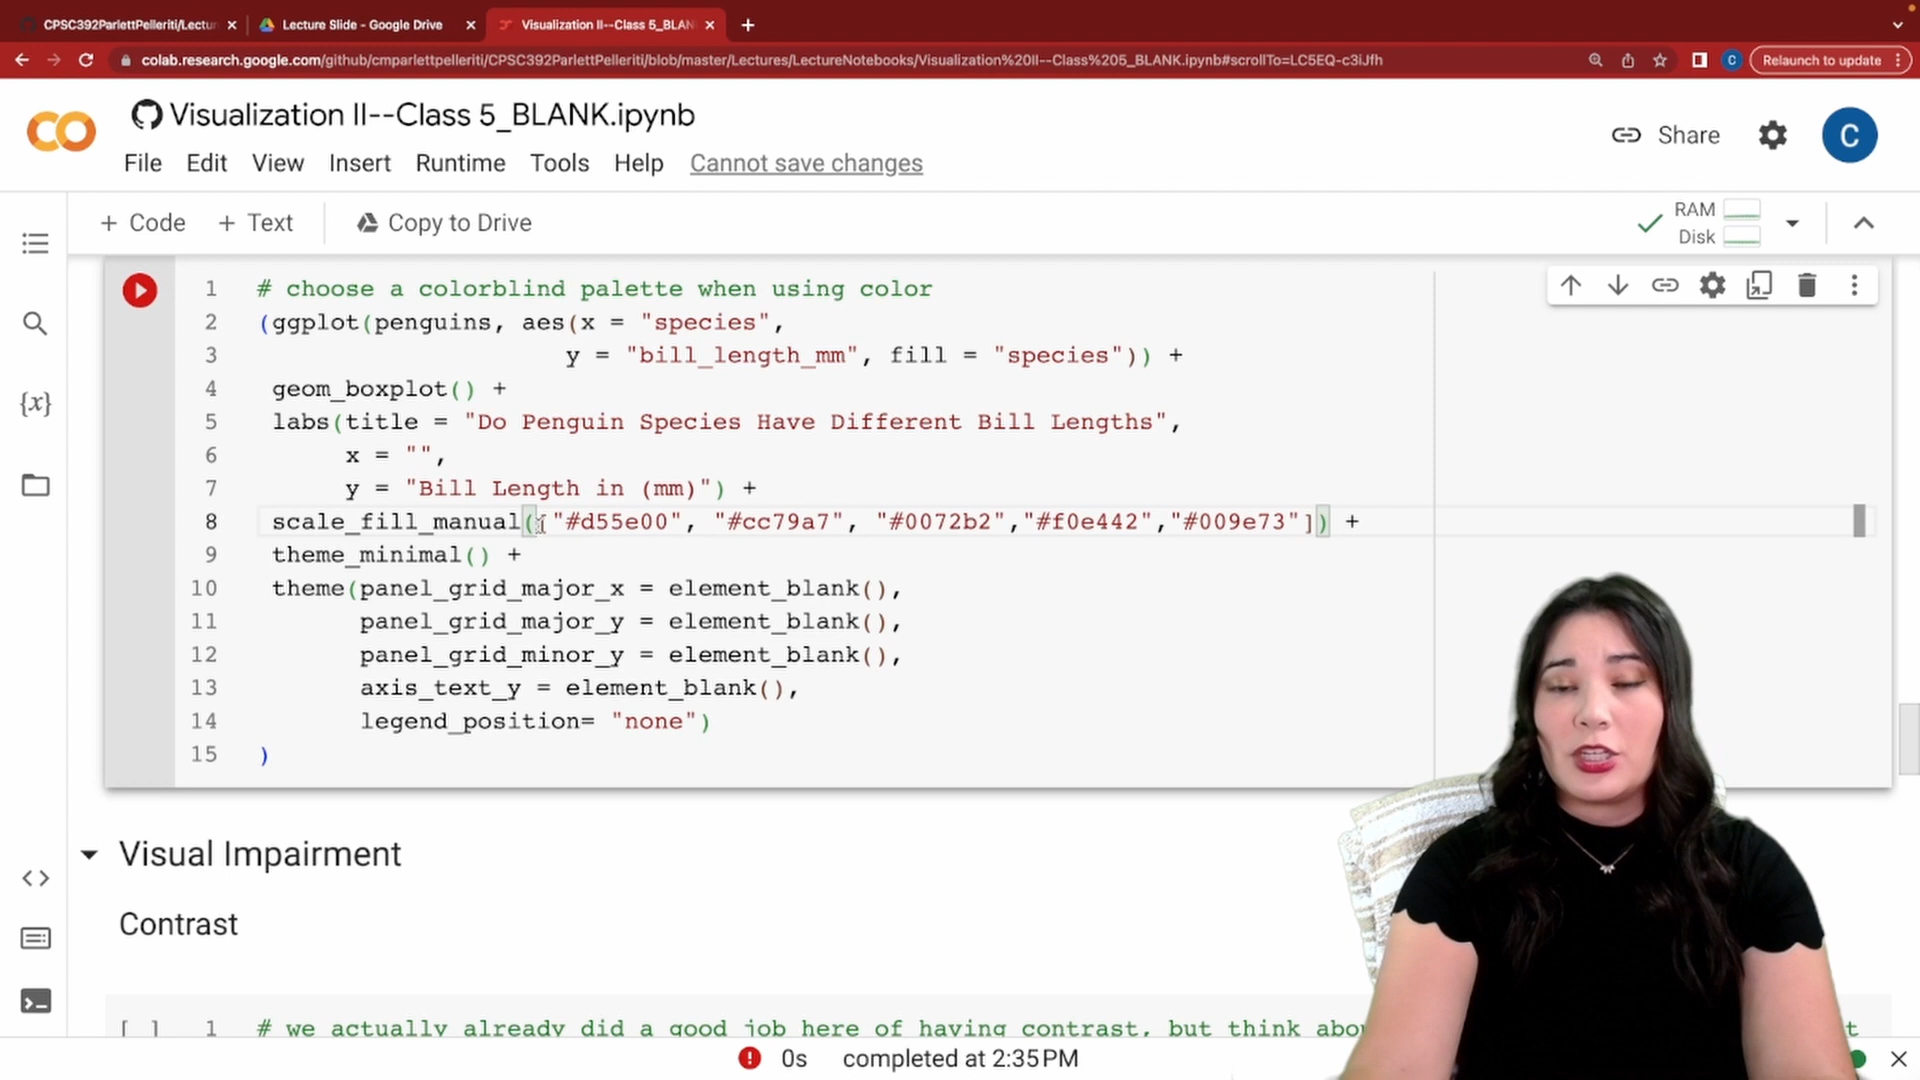 CPSC392ParlettPelleriti/Lectu
Lecture Slide - Google Drive
Visualization II--Class 5_BLAN
colab.research.google.com/github/cmparlettpelleriti/CPSC392ParlettPelleriti/blob/master/Lectures/LectureNotebooks/Visualization%20II--Class%205_BLANK.ipynb#scrollTo=LC5EQ-c3iJfh
C
Relaunch to update
CO
Visualization II--Class 5_BLANK.ipynb
Share
C
File Edit View Insert Runtime Tools Help Cannot save changes
+ Code + Text Copy to Drive
RAM
Disk
1 # choose a colorblind palette when using color
2 (ggplot(penguins, aes(x = "species",
3 y = "bill_length_mm", fill = "species")) +
4 geom_boxplot() +
5 labs(title = "Do Penguin Species Have Different Bill Lengths",
6 x = "",
7 y = "Bill Length in (mm)") +
8 scale_fill_manual(["#d55e00", "#cc79a7", "#0072b2","#f0e442","#009e73"]) +
9 theme_minimal() +
10 theme(panel_grid_major_x = element_blank(),
11 panel_grid_major_y = element_blank(),
12 panel_grid_minor_y = element_blank(),
13 axis_text_y = element_blank(),
14 legend_position= "none")
15 )
{x}
Visual Impairment
Contrast
[ ] 1 # we actually already did a good job here of having contrast, but think abou
0s completed at 2:35 PM